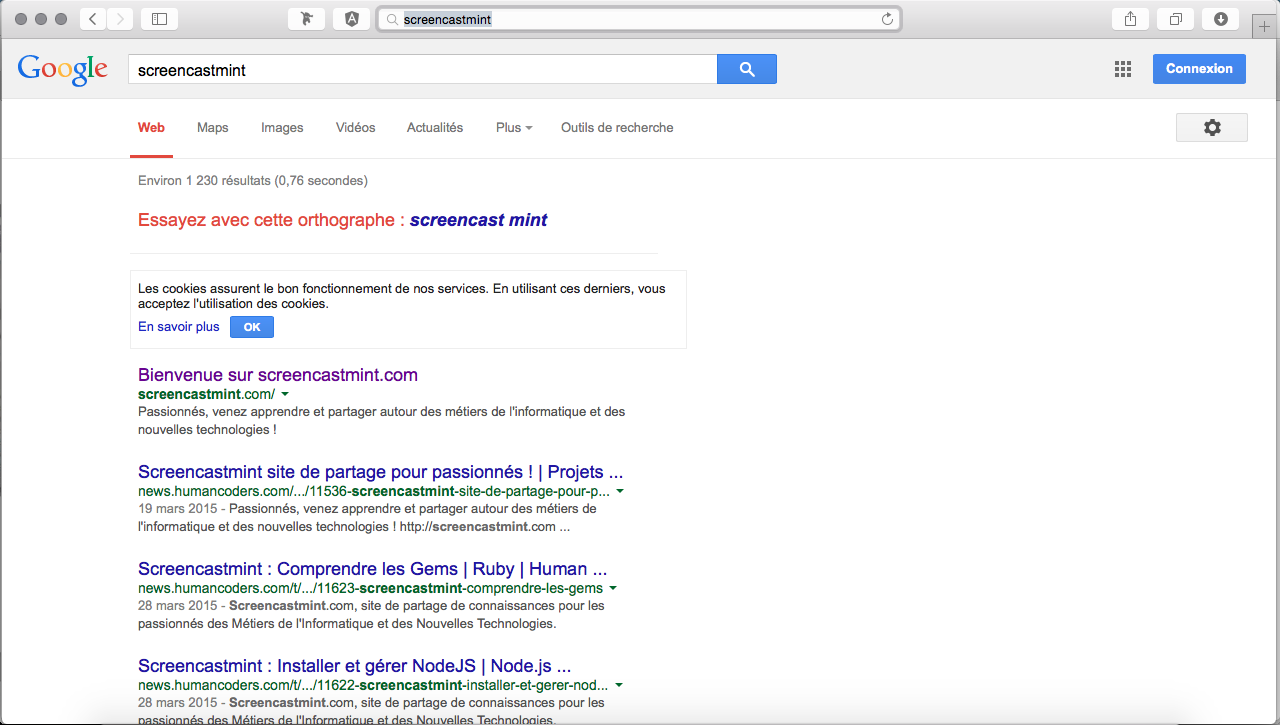 screencastmint
Google
screencastmint
Connexion
Web Maps Images Vidéos Actualités Plus Outils de recherche
Environ 1 230 résultats (0,76 secondes)
Essayez avec cette orthographe : screencast mint
Les cookies assurent le bon fonctionnement de nos services. En utilisant ces derniers, vous
acceptez l'utilisation des cookies.
En savoir plus OK
Bienvenue sur screencastmint.com
screencastmint.com/
Passionnés, venez apprendre et partager autour des métiers de l'informatique et des
nouvelles technologies !
Screencastmint site de partage pour passionnés ! | Projets ...
news.humancoders.com/.../11536-screencastmint-site-de-partage-pour-p...
19 mars 2015 - Passionnés, venez apprendre et partager autour des métiers de
l'informatique et des nouvelles technologies ! http://screencastmint.com ...
Screencastmint : Comprendre les Gems | Ruby | Human ...
news.humancoders.com/t/.../11623-screencastmint-comprendre-les-gems
28 mars 2015 - Screencastmint.com, site de partage de connaissances pour les
passionnés des Métiers de l'Informatique et des Nouvelles Technologies.
Screencastmint : Installer et gérer NodeJS | Node.js ...
news.humancoders.com/t/.../11622-screencastmint-installer-et-gerer-nod...
28 mars 2015 - Screencastmint.com, site de partage de connaissances pour les
passionnés des Métiers de l'Informatique et des Nouvelles Technologies.